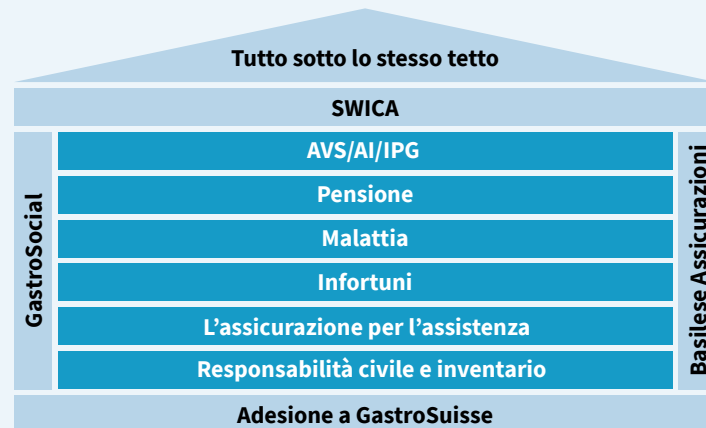 Tutto sotto lo stesso tetto
SWICA
GastroSocial
AVS/AI/IPG
Pensione
Malattia
Infortuni
L'assicurazione per l'assistenza
Responsabilità civile e inventario
Basilese Assicurazioni
Adesione a GastroSuisse